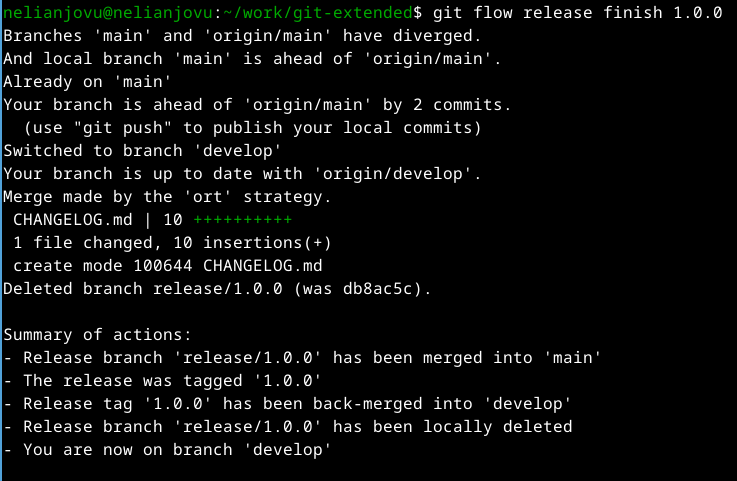 nelianjovu@nelianjovu:~/work/git-extended$ git flow release finish 1.0.0
Branches 'main' and 'origin/main' have diverged.
And local branch 'main' is ahead of 'origin/main'.
Already on 'main'
Your branch is ahead of 'origin/main' by 2 commits.
  (use "git push" to publish your local commits)
Switched to branch 'develop'
Your branch is up to date with 'origin/develop'.
Merge made by the 'ort' strategy.
 CHANGELOG.md | 10 ++++++++++
 1 file changed, 10 insertions(+)
 create mode 100644 CHANGELOG.md
Deleted branch release/1.0.0 (was db8ac5c).

Summary of actions:
- Release branch 'release/1.0.0' has been merged into 'main'
- The release was tagged '1.0.0'
- Release tag '1.0.0' has been back-merged into 'develop'
- Release branch 'release/1.0.0' has been locally deleted
- You are now on branch 'develop'